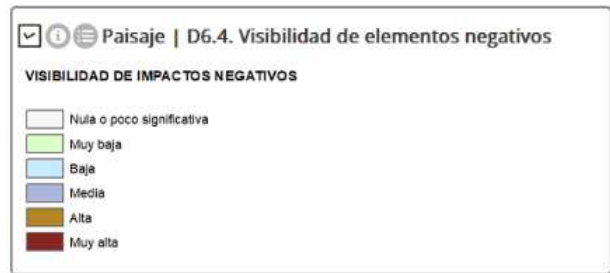 Paisaje | D6.4. Visibilidad de elementos negativos
VISIBILIDAD DE IMPACTOS NEGATIVOS
Nula o poco significativa
Muy baja
Baja
Media
Alta
Muy alta